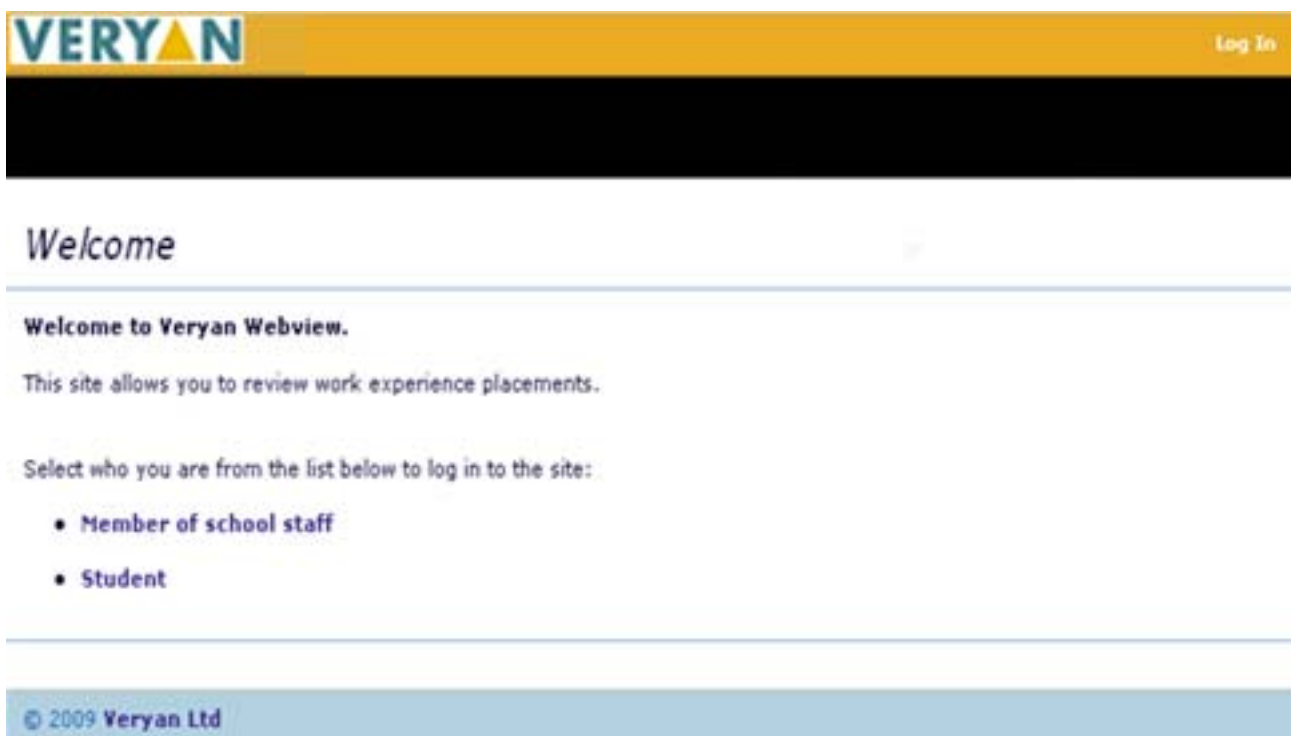 VERYAN
Log In
Welcome
Welcome to Veryan Webview.
This site allows you to review work experience placements.
Select who you are from the list below to log in to the site:
• Member of school staff
• Student
© 2009 Veryan Ltd